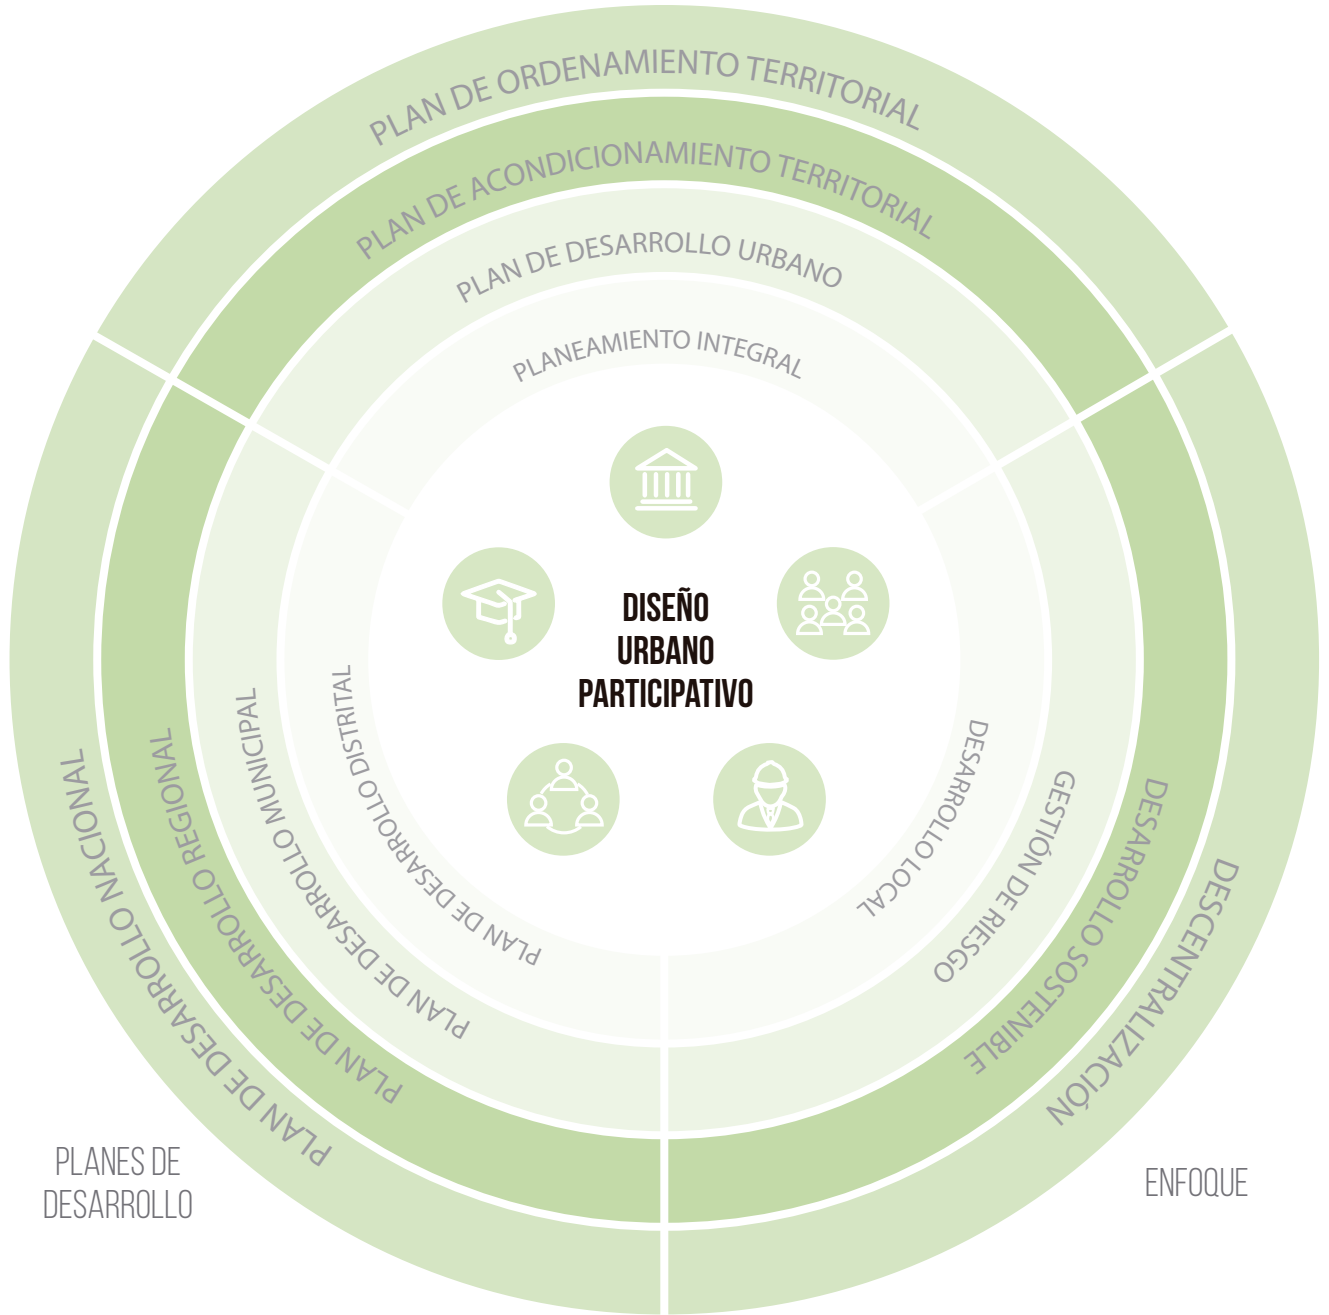 PLAN DE ORDENAMIENTO TERRITORIAL
PLAN DE ACONDICIONAMIENTO TERRITORIAL
PLAN DE DESARROLLO URBANO
PLANEAMIENTO INTEGRAL
DISEÑO
URBANO
PARTICIPATIVO
PLAN DE DESARROLLO NACIONAL
PLAN DE DESARROLLO REGIONAL
PLAN DE DESARROLLO MUNICIPAL
PLAN DE DESARROLLO DISTRITAL
DESARROLLO LOCAL
GESTIÓN DE RIESGO
DESARROLLO SOSTENIBLE
DESCENTRALIZACIÓN
PLANES DE
DESARROLLO
ENFOQUE